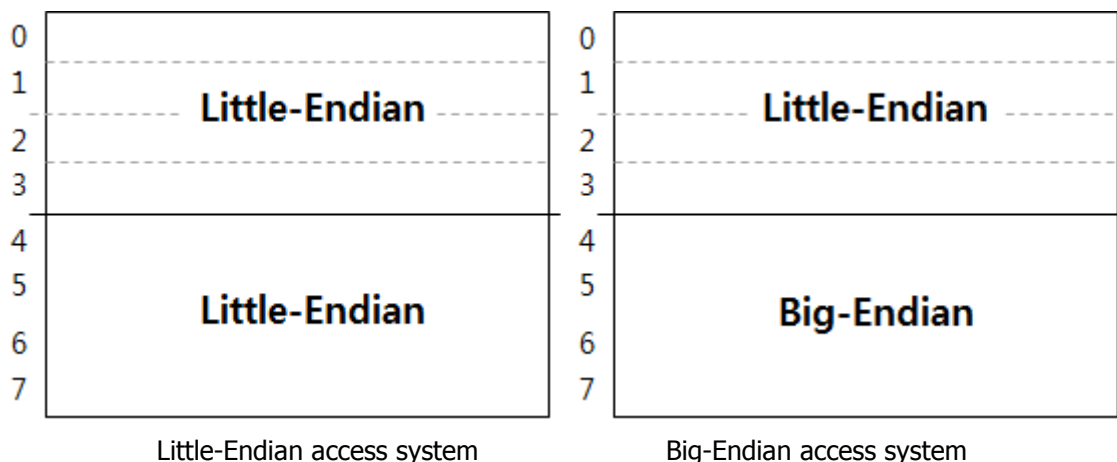 0 0
1 1
Little-Endian Little-Endian
2 2
3 3
4 4
5 5
Little-Endian Big-Endian
6 6
7 7
Little-Endian access system Big-Endian access system